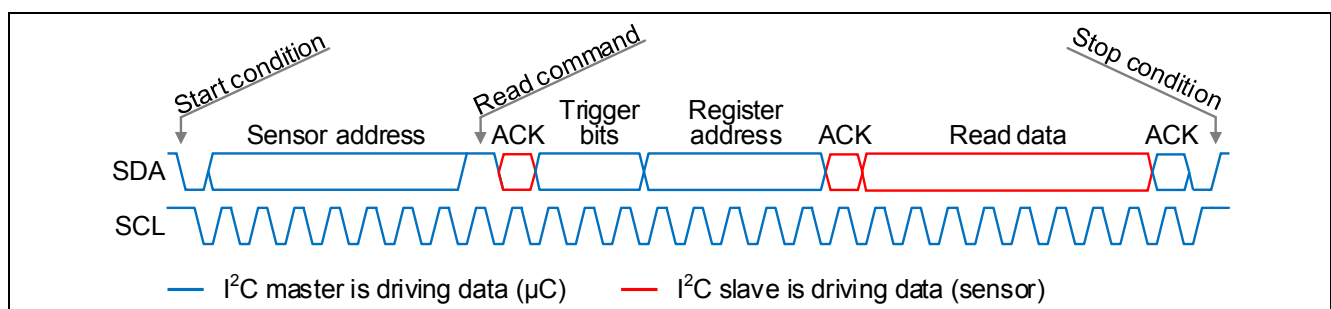 Start condition
Read command
Stop condition
Sensor address
ACK
Trigger
bits
Register
address
ACK
Read data
ACK
SDA
SCL
I²C master is driving data (µC)
I²C slave is driving data (sensor)